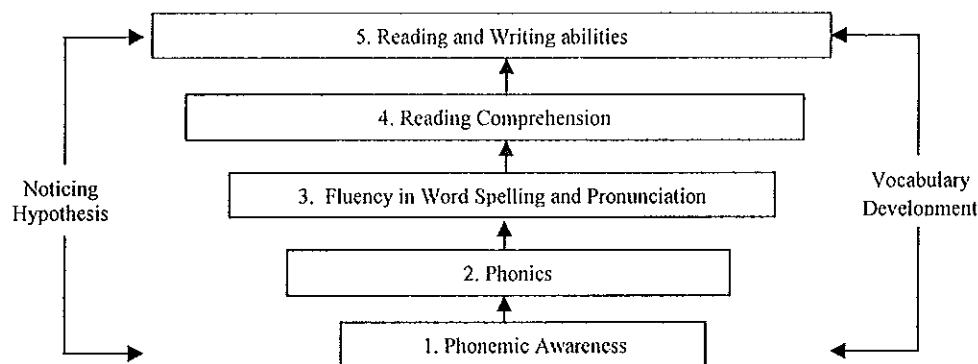 5. Reading and Writing abilities
4. Reading Comprehension
3. Fluency in Word Spelling and Pronunciation
2. Phonics
1. Phonemic Awareness
Noticing
Hypothesis
Vocabulary
Development